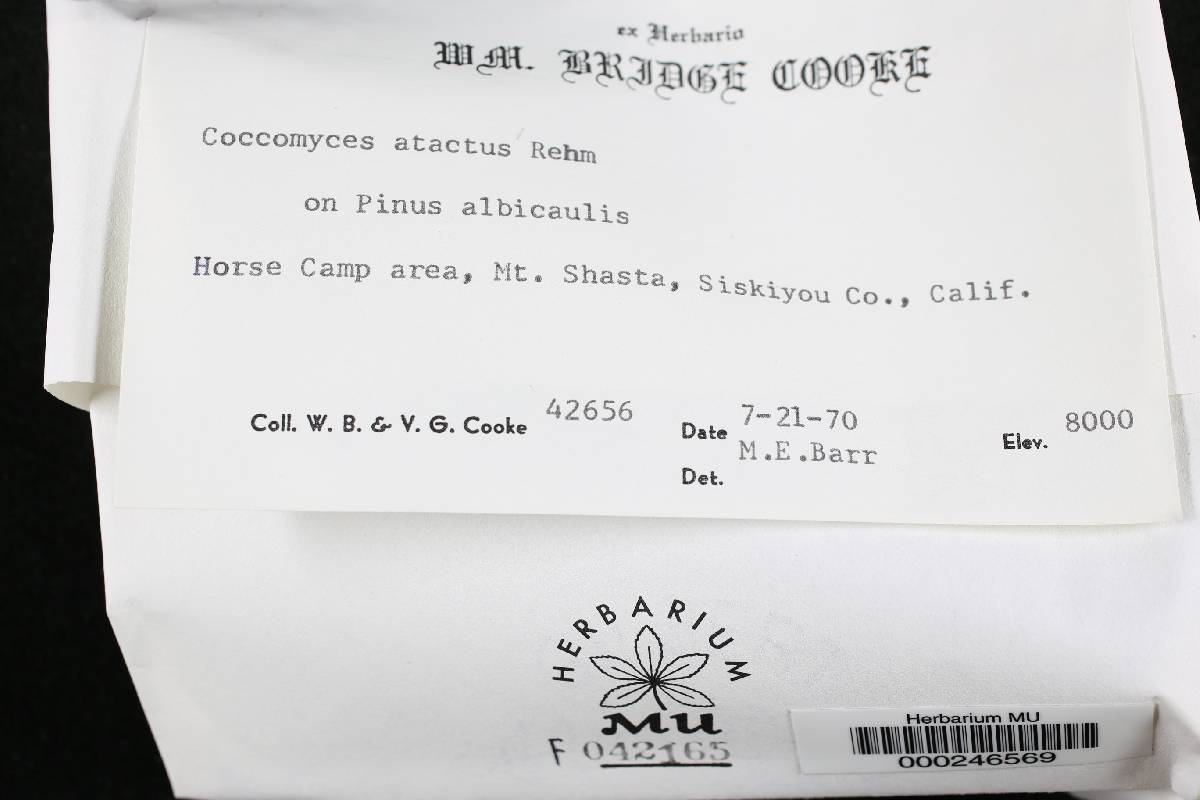 ex Herbario
WM. BRIDGE COOKE
Coccomyces atactus Rehm
on Pinus albicaulis
Horse Camp area, Mt. Shasta, Siskiyou Co., Calif.
Coll. W. B. & V. G. Cooke 42656 Date 7-21-70 Elev. 8000
Det. M.E.Barr
HERBARIUM
MU
F 042165
Herbarium MU
000246569